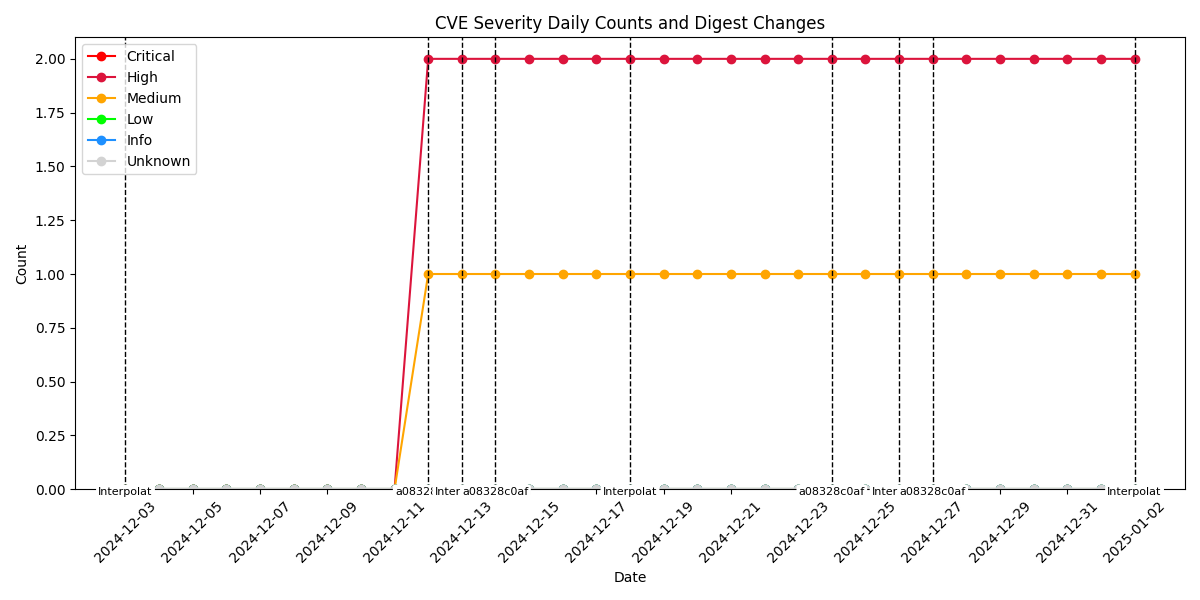 CVE Severity Daily Counts and Digest Changes
Critical
High
Medium
Low
Info
Unknown
Count
2.00
1.75
1.50
1.25
1.00
0.75
0.50
0.25
0.00
Interpolat
a0832
Inter
a08328c0af
Interpolat
a08328c0af
Inter
a08328c0af
Interpolat
2024-12-03
2024-12-05
2024-12-07
2024-12-09
2024-12-11
2024-12-13
2024-12-15
2024-12-17
2024-12-19
2024-12-21
2024-12-23
2024-12-25
2024-12-27
2024-12-29
2024-12-31
2025-01-02
Date